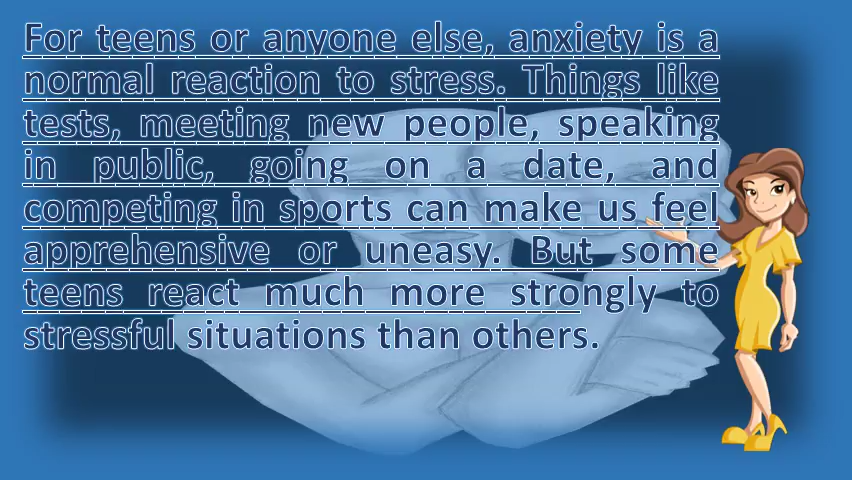 For teens or anyone else, anxiety is a
normal reaction to stress. Things like
tests, meeting new people, speaking
in public, going on a date, and
competing in sports can make us feel
apprehensive or uneasy. But some
teens react much more strongly to
stressful situations than others.